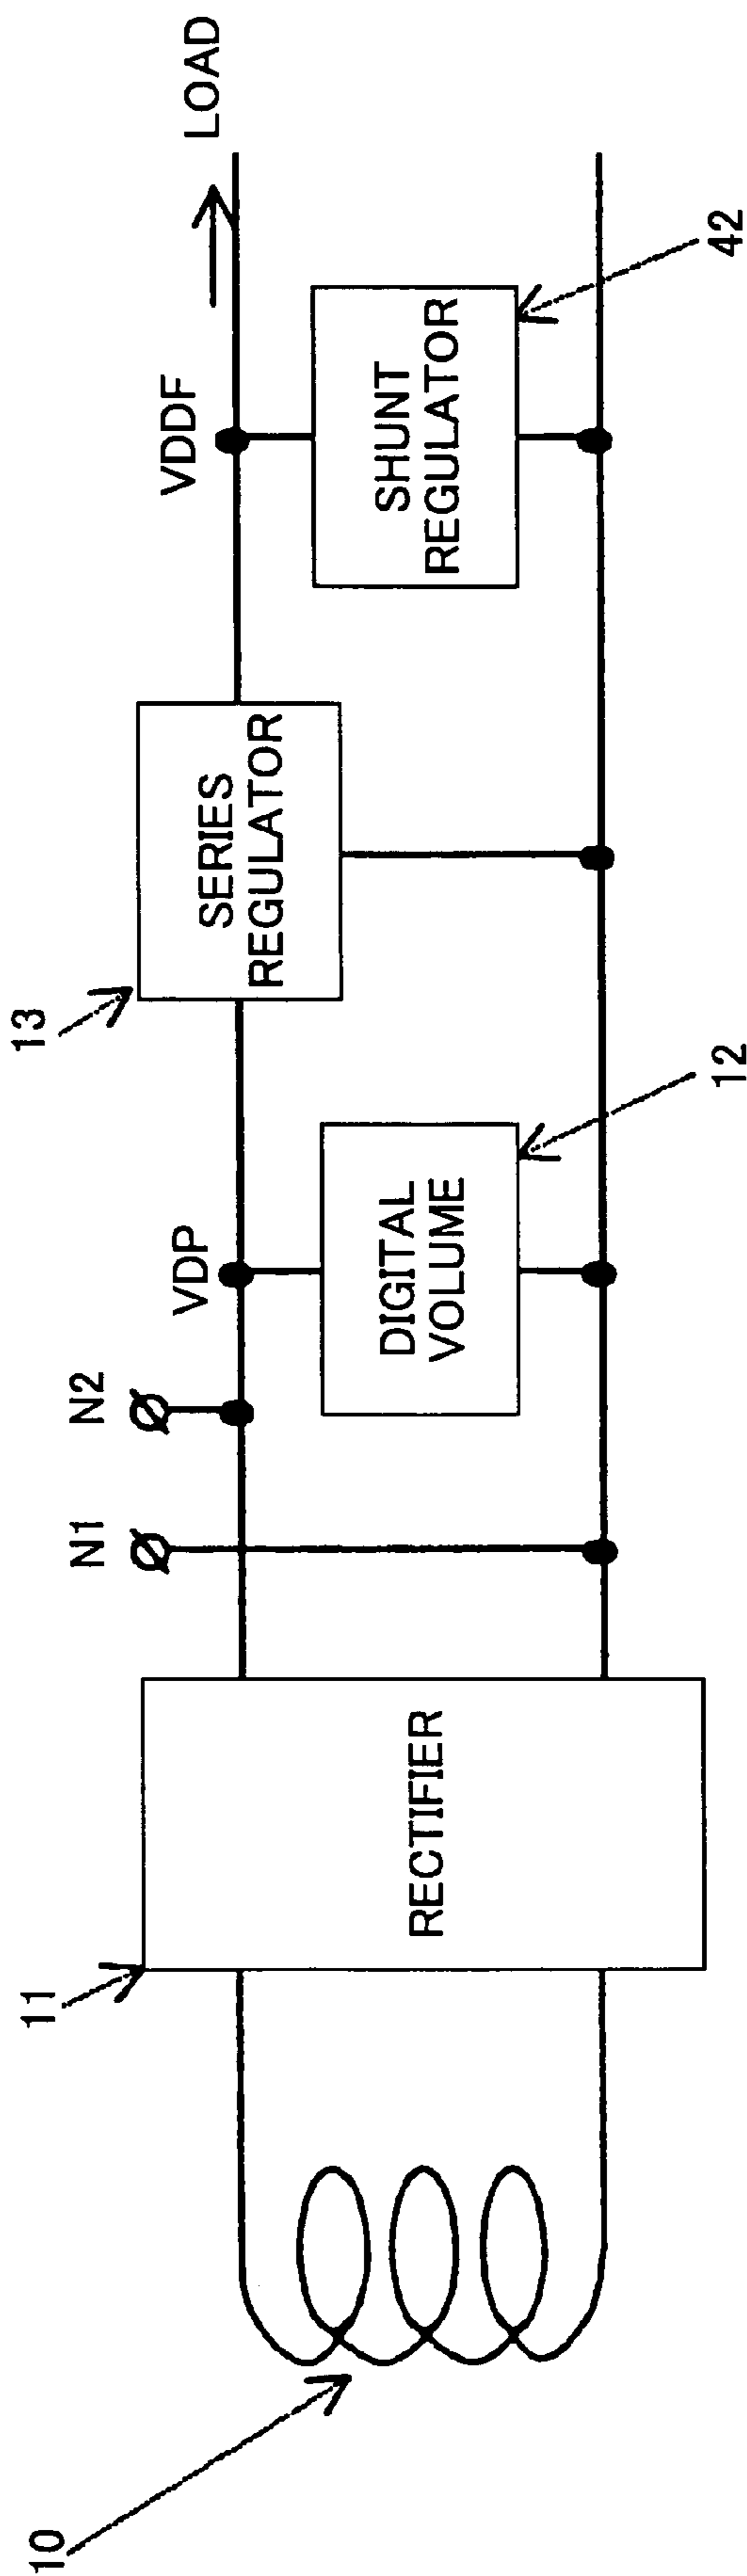 10
11
RECTIFIER
N1
N2
VDP
DIGITAL
VOLUME
12
13
SERIES
REGULATOR
VDDF
SHUNT
REGULATOR
42
LOAD